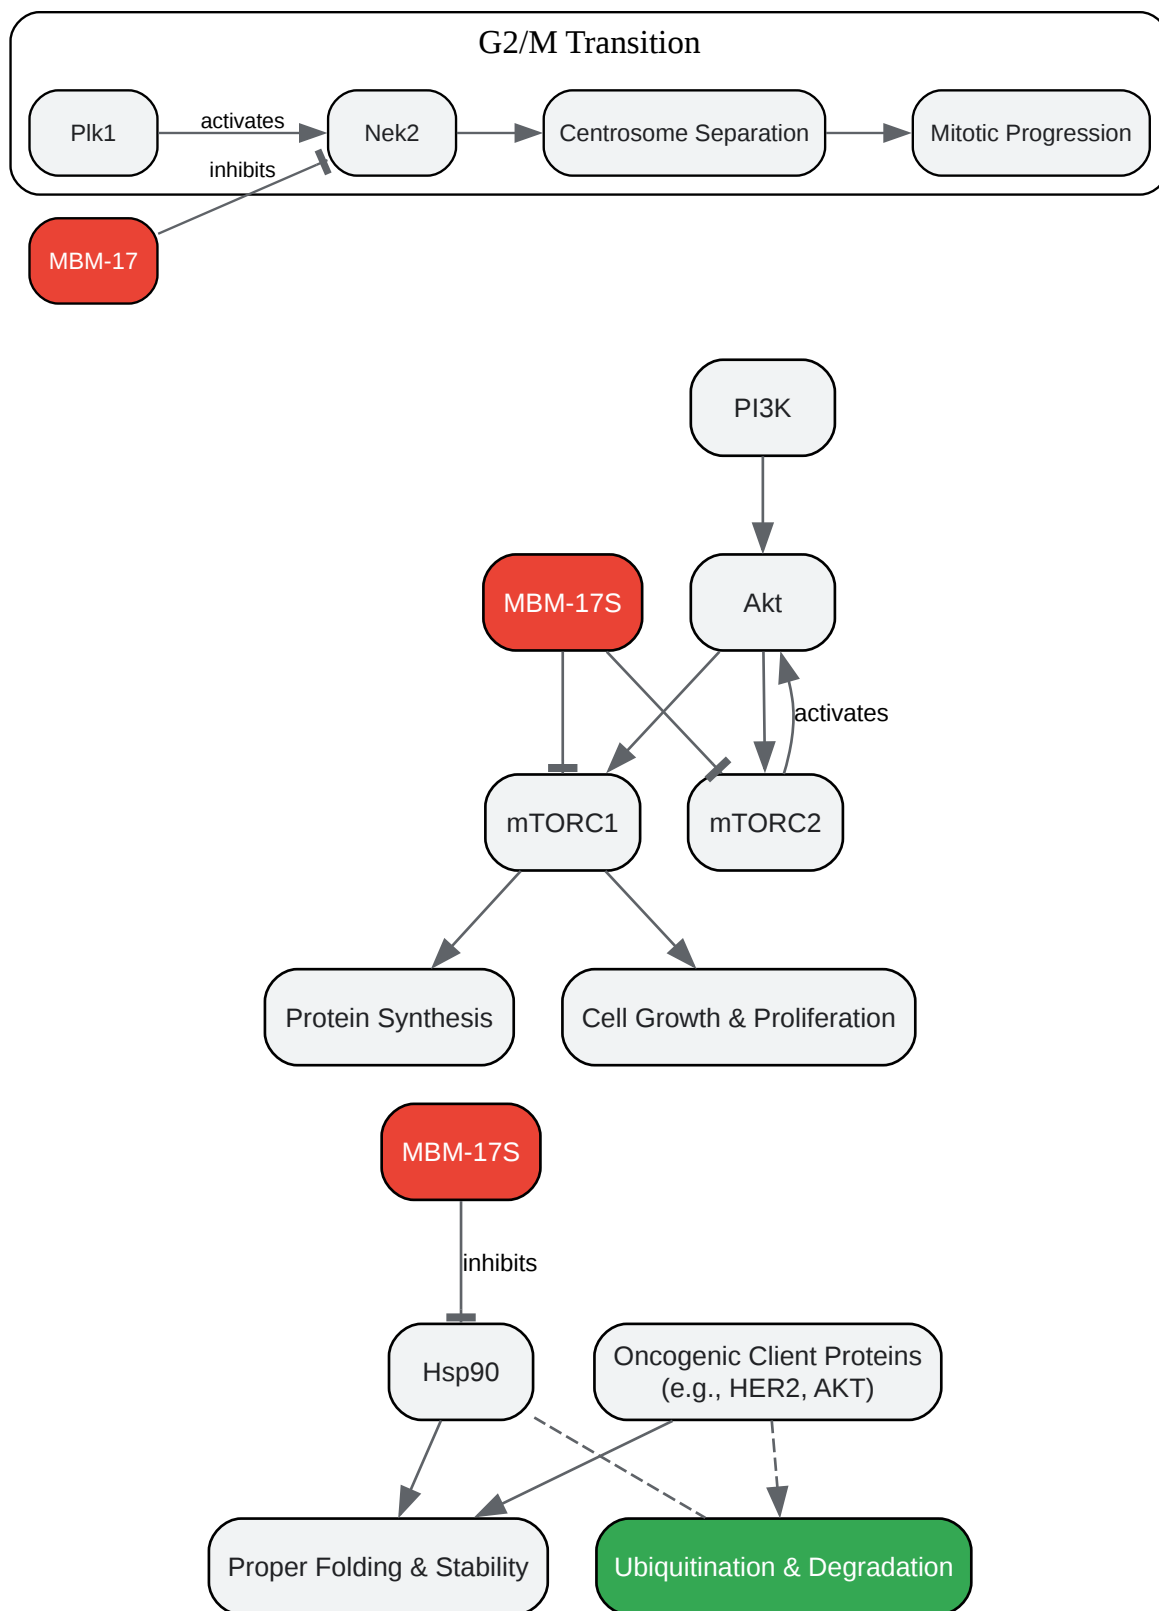 G2/M Transition
Plk1
activates
Nek2
Centrosome Separation
Mitotic Progression
inhibits
MBM-17
PI3K
MBM-17S
Akt
activates
mTORC1
mTORC2
Protein Synthesis
Cell Growth & Proliferation
MBM-17S
inhibits
Hsp90
Oncogenic Client Proteins
(e.g., HER2, AKT)
Proper Folding & Stability
Ubiquitination & Degradation